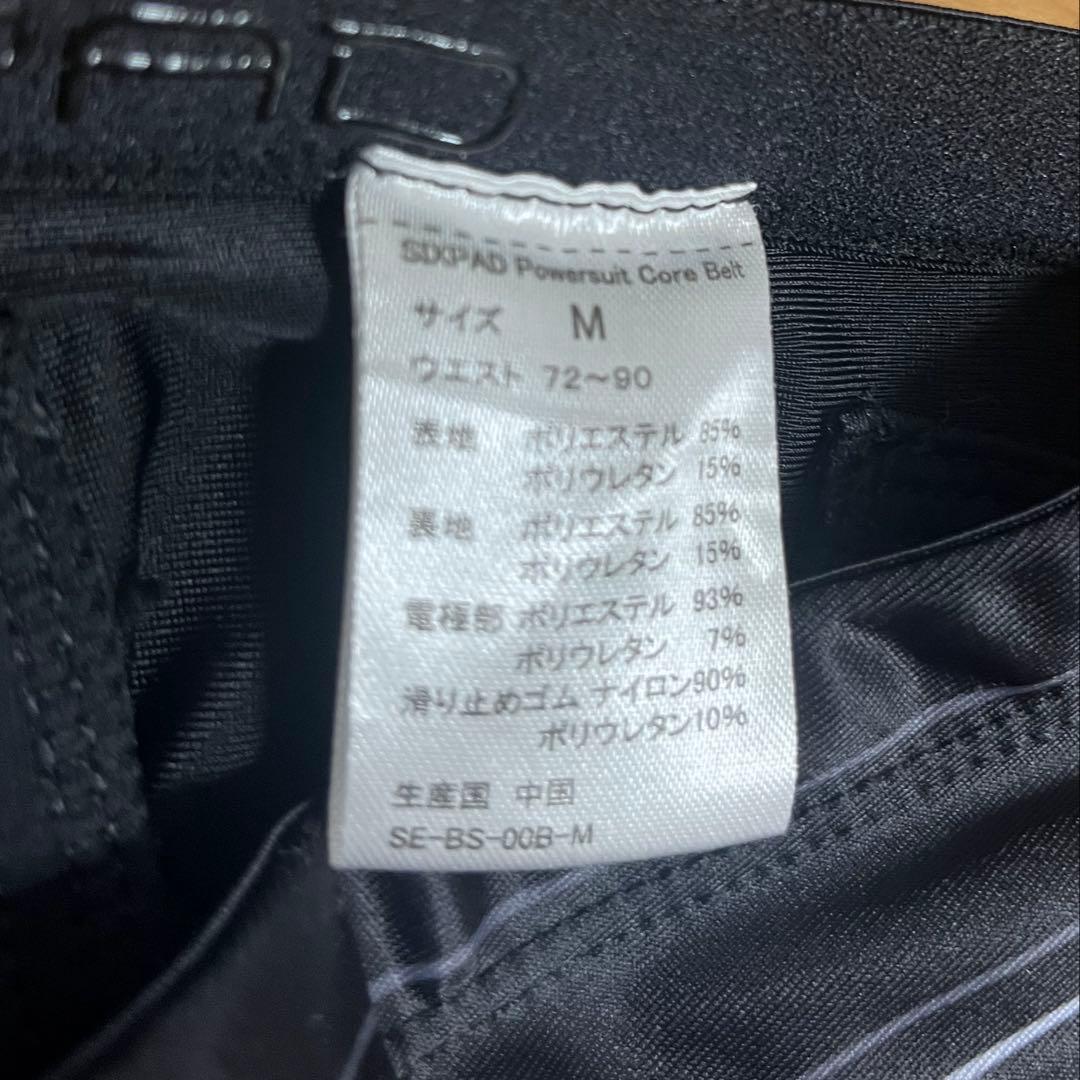 PAD
SIXPAD Powersuit Core Belt
サイズ M
ウエスト 72～90
表地 ポリエステル 85%
ポリウレタン 15%
裏地 ポリエステル 85%
ポリウレタン 15%
電極部 ポリエステル 93%
ポリウレタン 7%
滑り止めゴム ナイロン90%
ポリウレタン10%
生産国 中国
SE-BS-00B-M